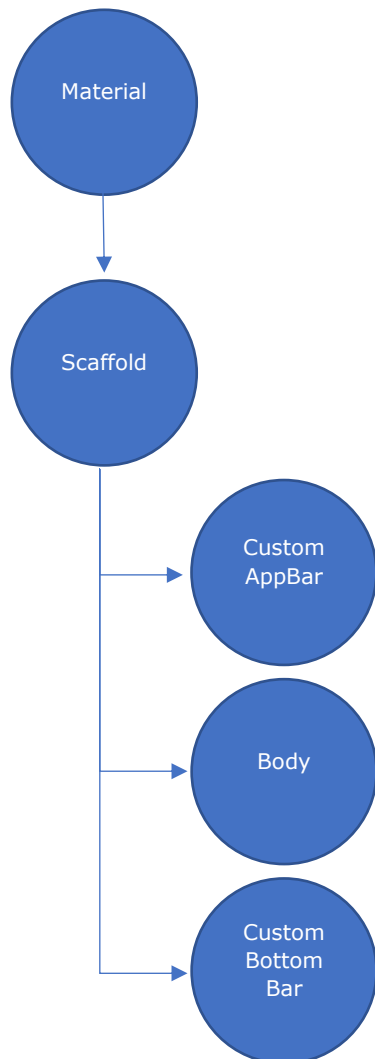 Material
Scaffold
Custom
AppBar
Body
Custom
Bottom
Bar